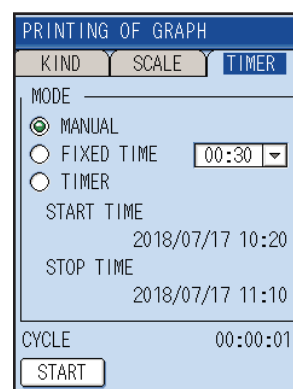 PRINTING OF GRAPH
KIND SCALE TIMER
MODE
MANUAL
FIXED TIME 00:30
TIMER
START TIME
2018/07/17 10:20
STOP TIME
2018/07/17 11:10
CYCLE 00:00:01
START